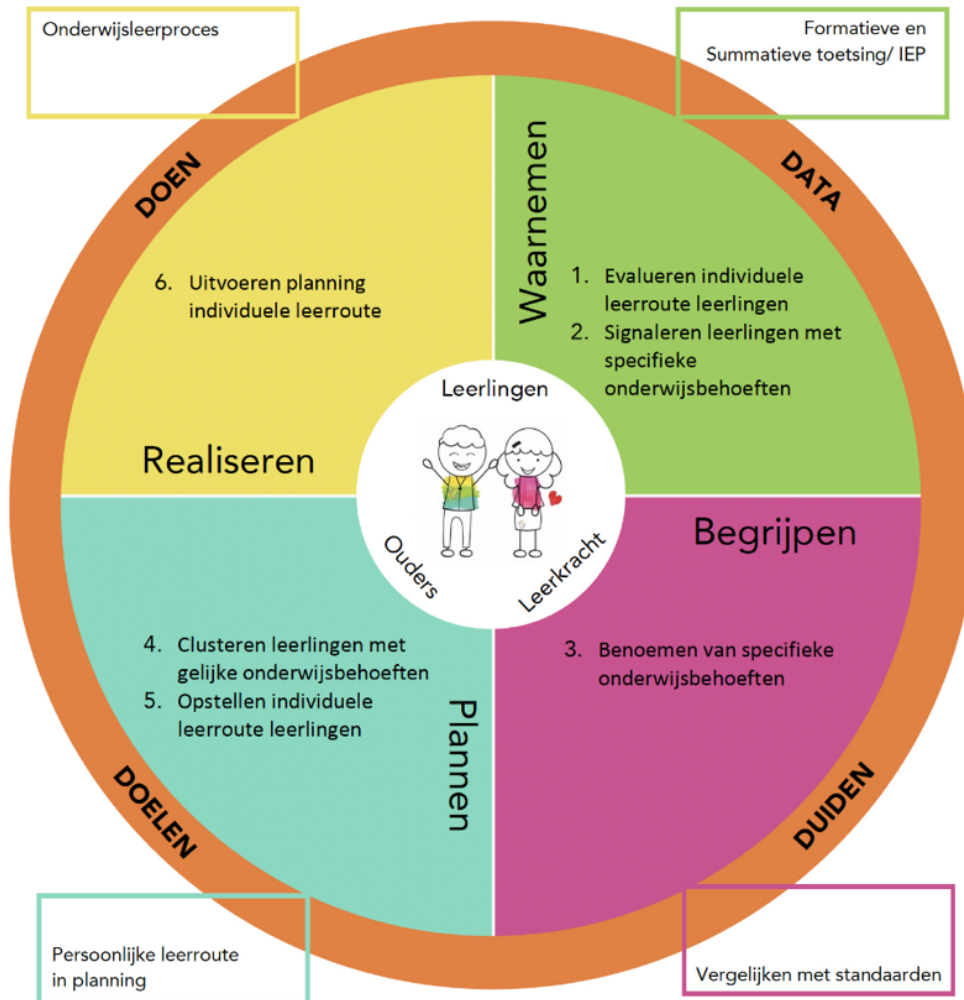 Onderwijsleerproces
Formatieve en
Summatieve toetsing/ IEP
DOEN
DATA
Waarnemen
1. Evalueren individuele
leerroute leerlingen
2. Signaleren leerlingen met
specifieke
onderwijsbehoeften
6. Uitvoeren planning
individuele leerroute
Realiseren
Leerlingen
Ouders
Leerkracht
Begrijpen
3. Benoemen van specifieke
onderwijsbehoeften
4. Clusteren leerlingen met
gelijke onderwijsbehoeften
5. Opstellen individuele
leerroute leerlingen
Plannen
DOELEN
DUIDEN
Persoonlijke leerroute
in planning
Vergelijken met standaarden